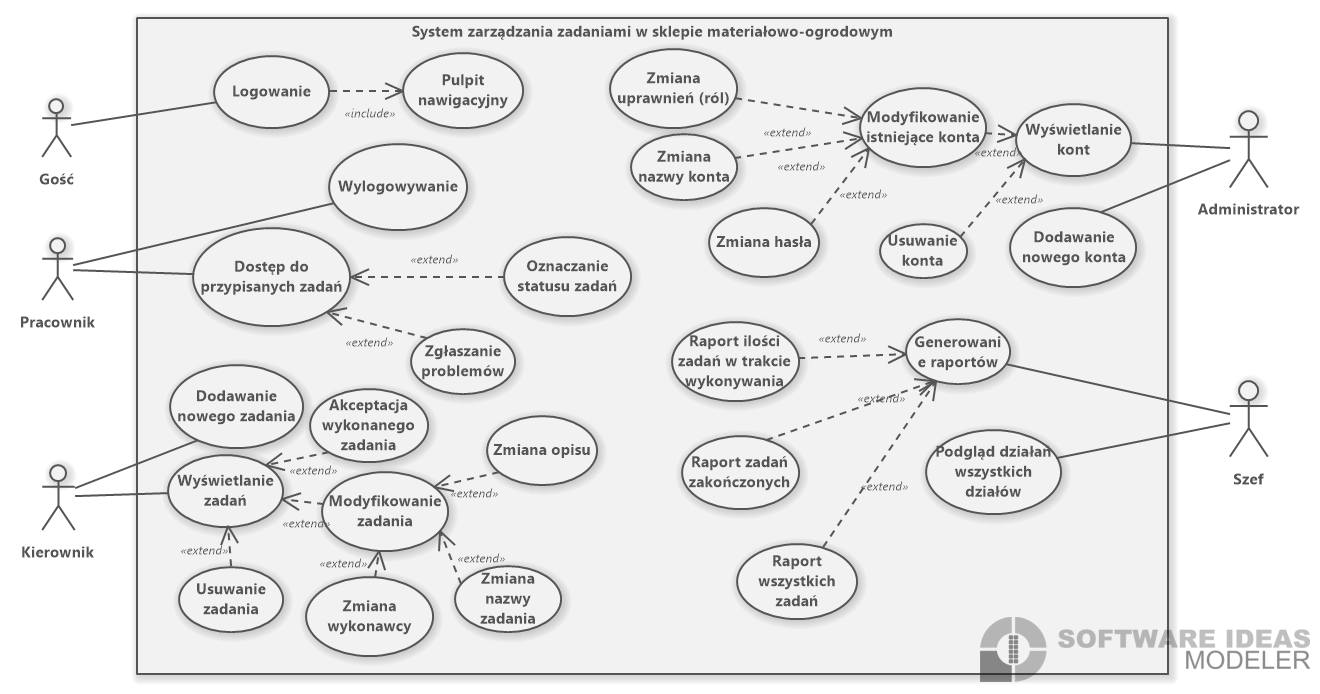 System zarządzania zadaniami w sklepie materiałowo-ogrodowym
Gość
Logowanie
«include»
Pulpit
nawigacyjny
Pracownik
Wylogowywanie
Dostęp do
przypisanych zadań
«extend»
Oznaczanie
statusu zadań
«extend»
Zgłaszanie
problemów
Kierownik
Dodawanie
nowego zadania
Akceptacja
wykonanego
zadania
«extend»
Wyświetlanie
zadań
«extend»
Modyfikowanie
zadania
«extend»
Zmiana opisu
«extend»
Usuwanie
zadania
«extend»
Zmiana
wykonawcy
«extend»
Zmiana
nazwy
zadania
Zmiana
uprawnień (ról)
«extend»
Zmiana
nazwy konta
«extend»
Zmiana hasła
«extend»
Modyfikowanie
istniejące konta
«extend»
Wyświetlanie
kont
«extend»
Usuwanie
konta
Dodawanie
nowego konta
Administrator
Raport ilości
zadań w trakcie
wykonywania
«extend»
Generowani
e raportów
«extend»
Raport zadań
zakończonych
«extend»
Raport
wszystkich
zadań
Podgląd działan
wszystkich
działów
Szef
SOFTWARE IDEAS
MODELER